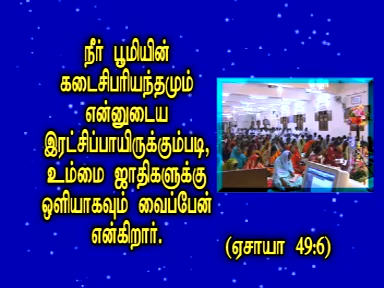 நீர் பூமியின்
கடைசிபரியந்தமும்
என்னுடைய
இரட்சிப்பாயிருக்கும்படி,
உம்மை ஜாதிகளுக்கு
ஒளியாகவும் வைப்பேன்
என்கிறார்.
(ஏசாயா 49:6)